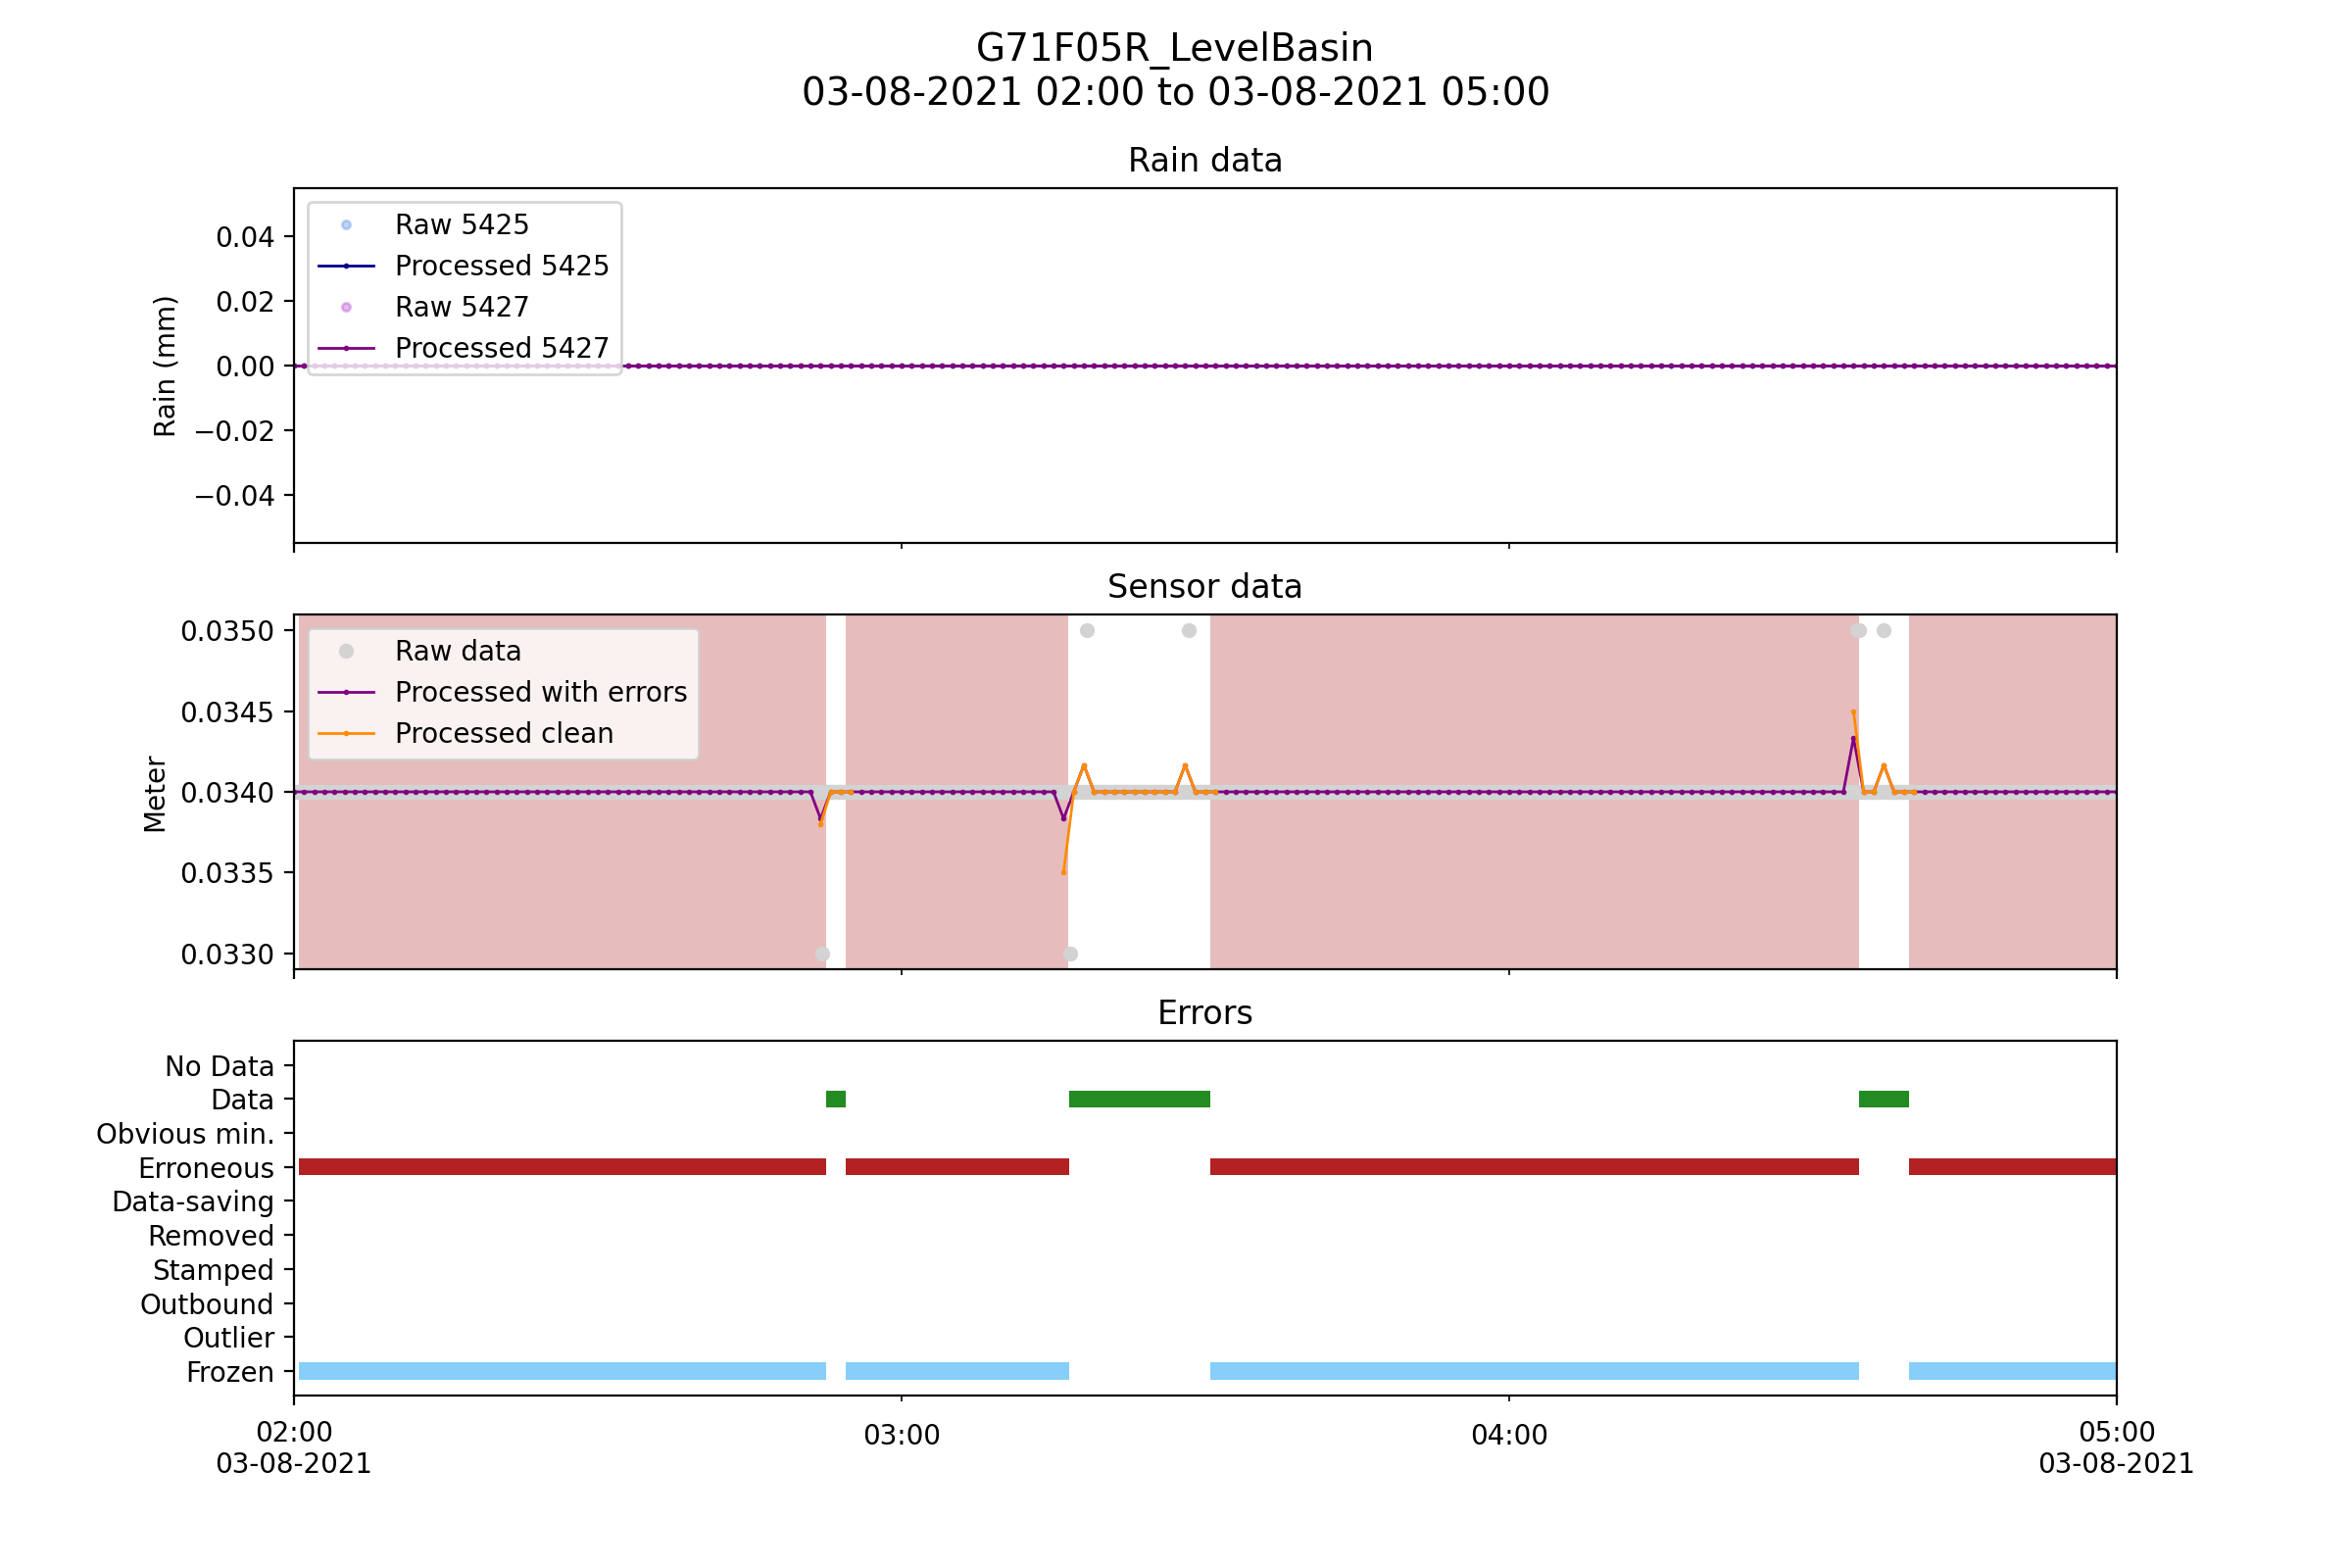 G71F05R_LevelBasin
03-08-2021 02:00 to 03-08-2021 05:00
Rain data
Rain (mm)
0.04
0.02
0.00
−0.02
−0.04
Raw 5425
Processed 5425
Raw 5427
Processed 5427
Sensor data
Meter
0.0350
0.0345
0.0340
0.0335
0.0330
Raw data
Processed with errors
Processed clean
Errors
No Data
Data
Obvious min.
Erroneous
Data-saving
Removed
Stamped
Outbound
Outlier
Frozen
02:00
03-08-2021
03:00
04:00
05:00
03-08-2021